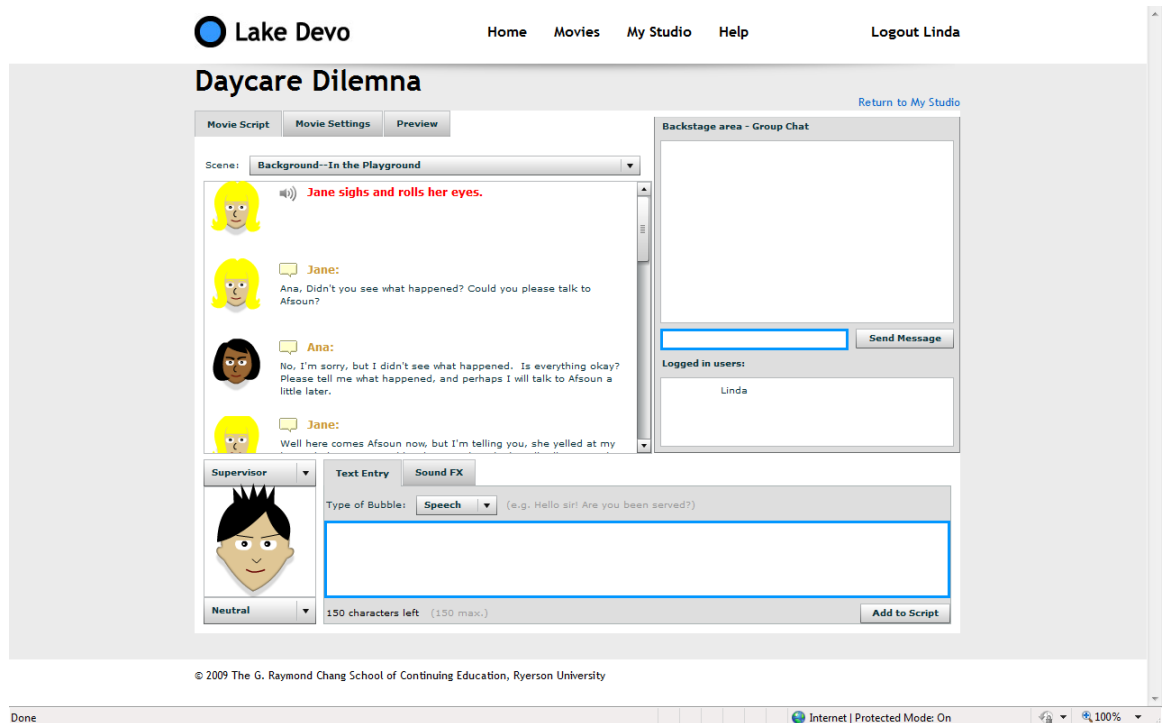 Lake Devo
Home Movies My Studio Help Logout Linda
Daycare Dilemna
Return to My Studio
Movie Script Movie Settings Preview
Scene: Background--In the Playground
Jane sighs and rolls her eyes.
Jane:
Ana, Didn't you see what happened? Could you please talk to
Afsoun?
Ana:
No, I'm sorry, but I didn't see what happened. Is everything okay?
Please tell me what happened, and perhaps I will talk to Afsoun a
little later.
Jane:
Well here comes Afsoun now, but I'm telling you, she yelled at my
Backstage area - Group Chat
Send Message
Logged in users:
Linda
Supervisor
Neutral
Text Entry Sound FX
Type of Bubble: Speech (e.g. Hello sir! Are you been served?)
150 characters left (150 max.)
Add to Script
© 2009 The G. Raymond Chang School of Continuing Education, Ryerson University
Done
Internet | Protected Mode: On
100%